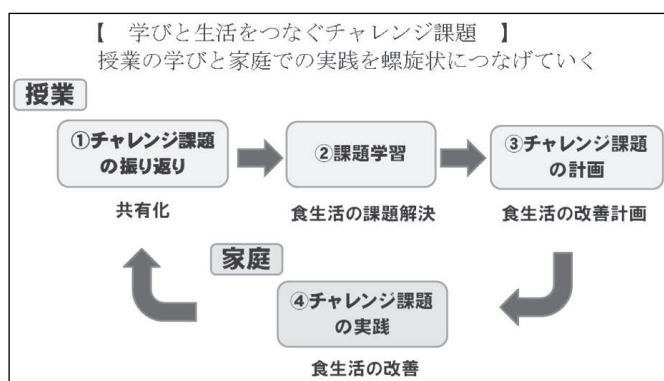 【 学びと生活をつなぐチャレンジ課題 】
授業の学びと家庭での実践を螺旋状につなげていく
授業
①チャレンジ課題
の振り返り
共有化
②課題学習
食生活の課題解決
③チャレンジ課題
の計画
食生活の改善計画
家庭
④チャレンジ課題
の実践
食生活の改善